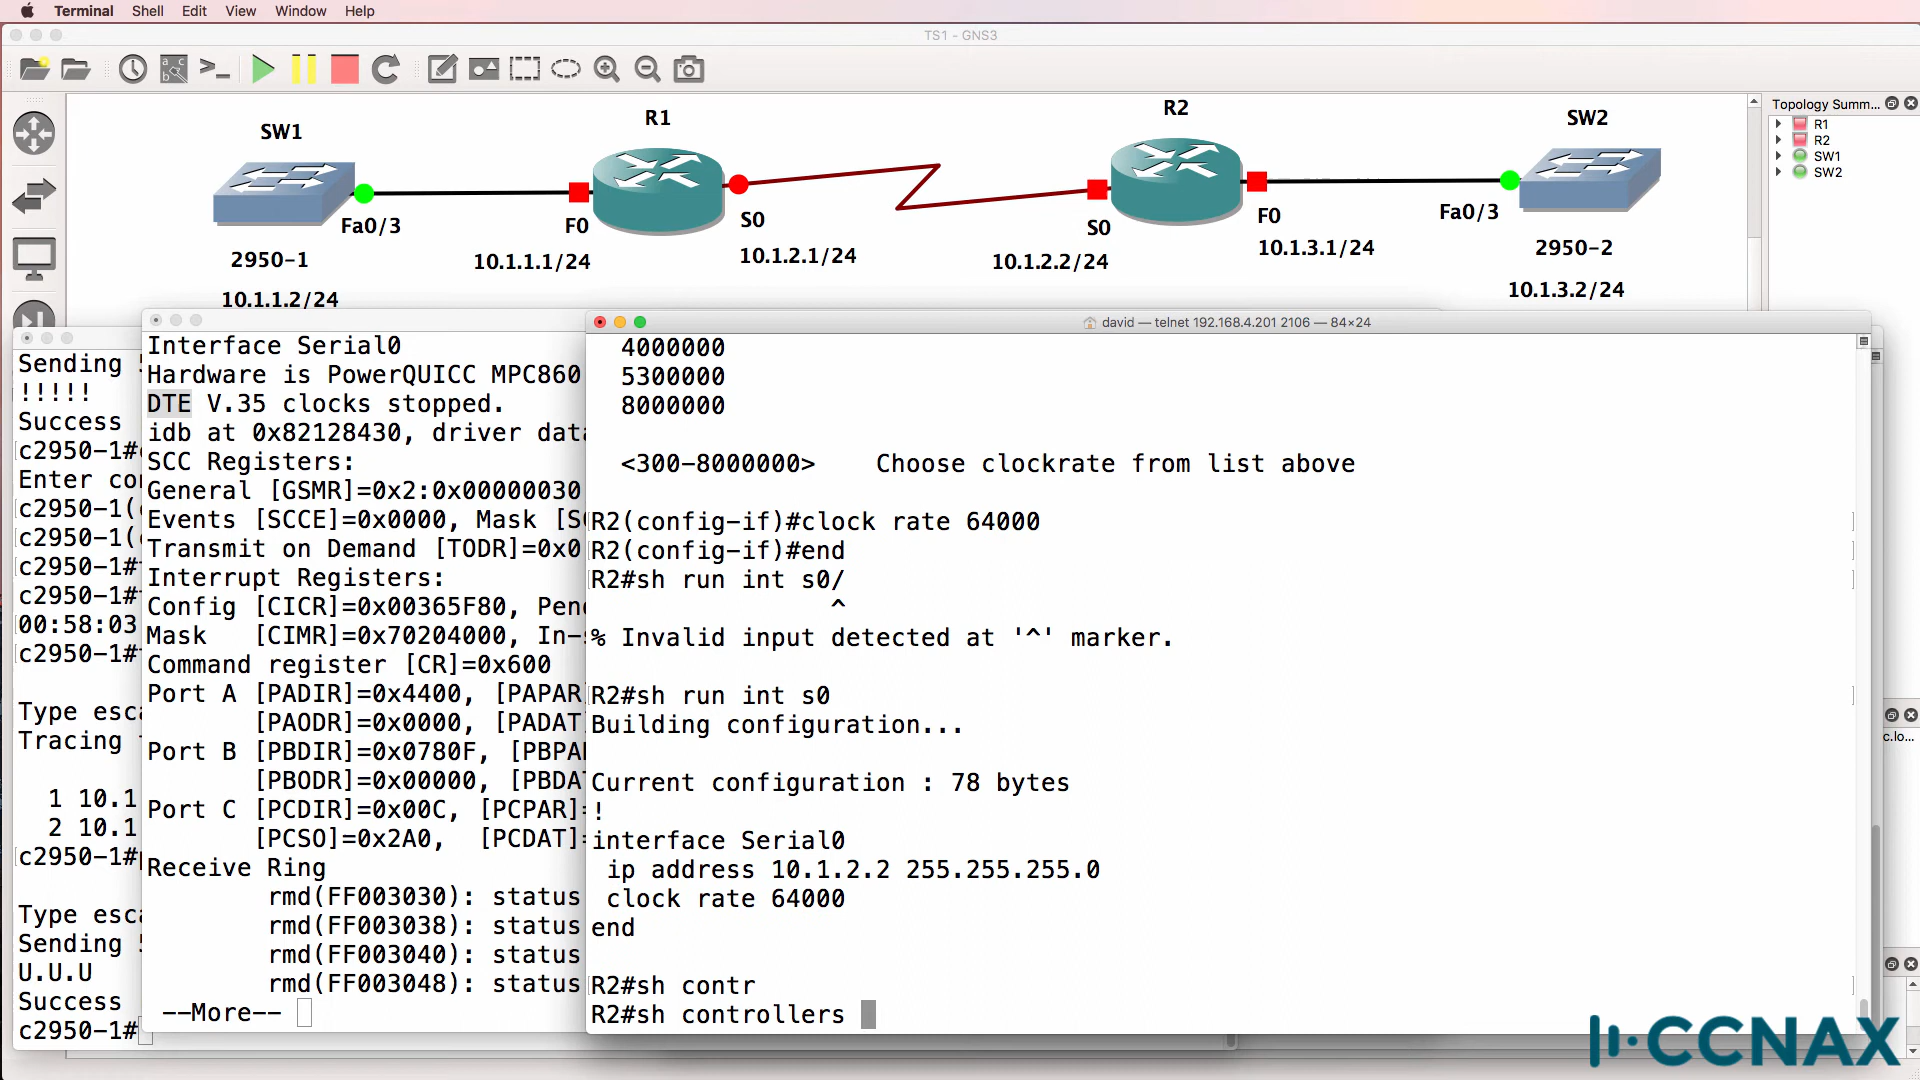 Terminal Shell Edit View Window Help
TS1 - GNS3
Topology Summ...
R1
R2
SW1
SW2
SW1
R1
R2
SW2
Fa0/3
F0
S0
S0
F0
Fa0/3
2950-1
10.1.1.1/24
10.1.2.1/24
10.1.2.2/24
10.1.3.1/24
2950-2
10.1.1.2/24
10.1.3.2/24
Sending 5
!!!!!
Success
c2950-1#
Enter co
c2950-1(
c2950-1(
c2950-1#
c2950-1#
00:58:03
c2950-1#
Type esc
Tracing
1 10.1
2 10.1
c2950-1#
Type esc
Sending 5
U.U.U
Success
c2950-1#
Interface Serial0
Hardware is PowerQUICC MPC860
DTE V.35 clocks stopped.
idb at 0x82128430, driver data
SCC Registers:
General [GSMR]=0x2:0x00000030
Events [SCCE]=0x0000, Mask [S
Transmit on Demand [TODR]=0x0
Interrupt Registers:
Config [CICR]=0x00365F80, Pen
Mask [CIMR]=0x70204000, In-s
Command register [CR]=0x600
Port A [PADIR]=0x4400, [PAPAR
[PAODR]=0x0000, [PADAT
Port B [PBDIR]=0x0780F, [PBPA
[PBODR]=0x00000, [PBDA
Port C [PCDIR]=0x00C, [PCPAR]=
[PCSO]=0x2A0, [PCDAT]=
Receive Ring
rmd(FF003030): status
rmd(FF003038): status
rmd(FF003040): status
rmd(FF003048): status
--More--
david — telnet 192.168.4.201 2106 — 84×24
4000000
5300000
8000000
<300-8000000> Choose clockrate from list above
R2(config-if)#clock rate 64000
R2(config-if)#end
R2#sh run int s0/
^
% Invalid input detected at '^' marker.
R2#sh run int s0
Building configuration...
Current configuration : 78 bytes
!
interface Serial0
ip address 10.1.2.2 255.255.255.0
clock rate 64000
end
R2#sh contr
R2#sh controllers
c.lo...
CCNAX